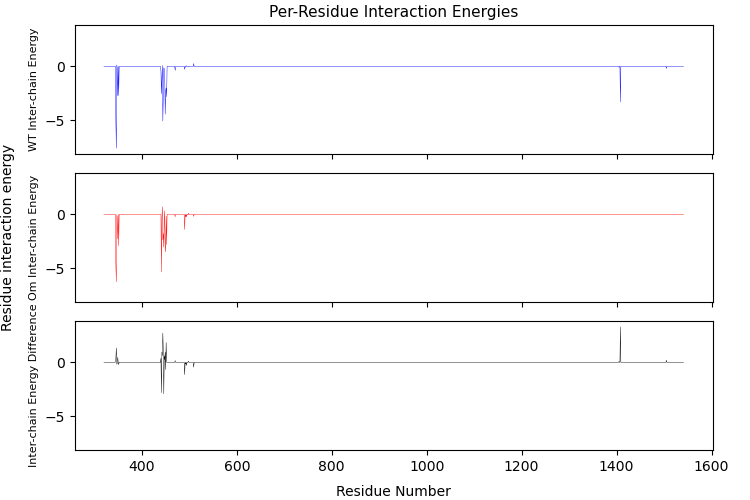 Per-Residue Interaction Energies
Residue interaction energy
WT Inter-chain Energy
0
−5
Om Inter-chain Energy
0
−5
Inter-chain Energy Difference
0
−5
400 600 800 1000 1200 1400 1600
Residue Number